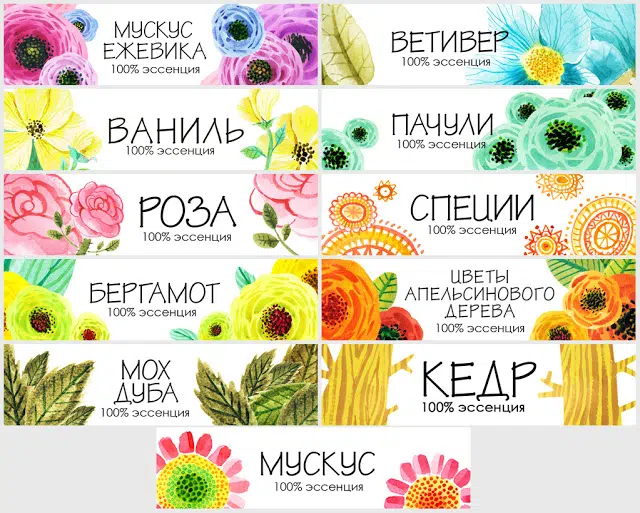 МУСКУС
ЕЖЕВИКА
100% эссенция
ВЕТИВЕР
100% эссенция
ВАНИЛЬ
100% эссенция
ПАЧУЛИ
100% эссенция
РОЗА
100% эссенция
СПЕЦИИ
100% эссенция
БЕРГАМОТ
100% эссенция
ЦВЕТЫ
АПЕЛЬСИНОВОГО
ДЕРЕВА
100% эссенция
МОХ
ДУБА
100% эссенция
КЕДР
100% эссенция
МУСКУС
100% эссенция